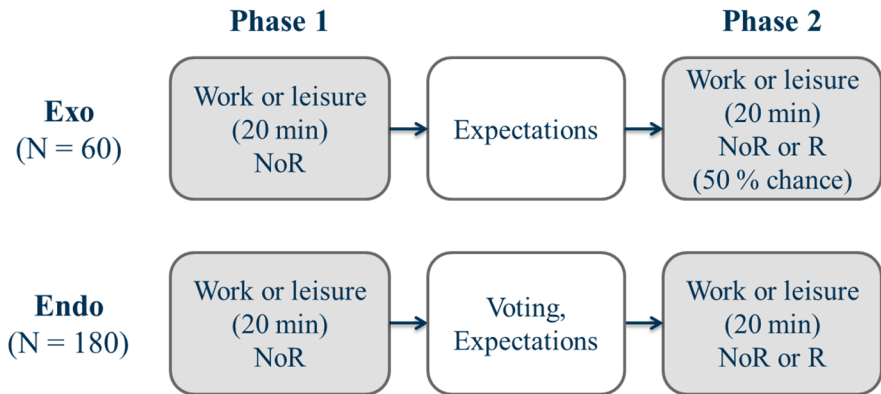 Phase 1
Phase 2
Exo
(N = 60)
Work or leisure
(20 min)
NoR
Expectations
Work or leisure
(20 min)
NoR or R
(50 % chance)
Endo
(N = 180)
Work or leisure
(20 min)
NoR
Voting,
Expectations
Work or leisure
(20 min)
NoR or R